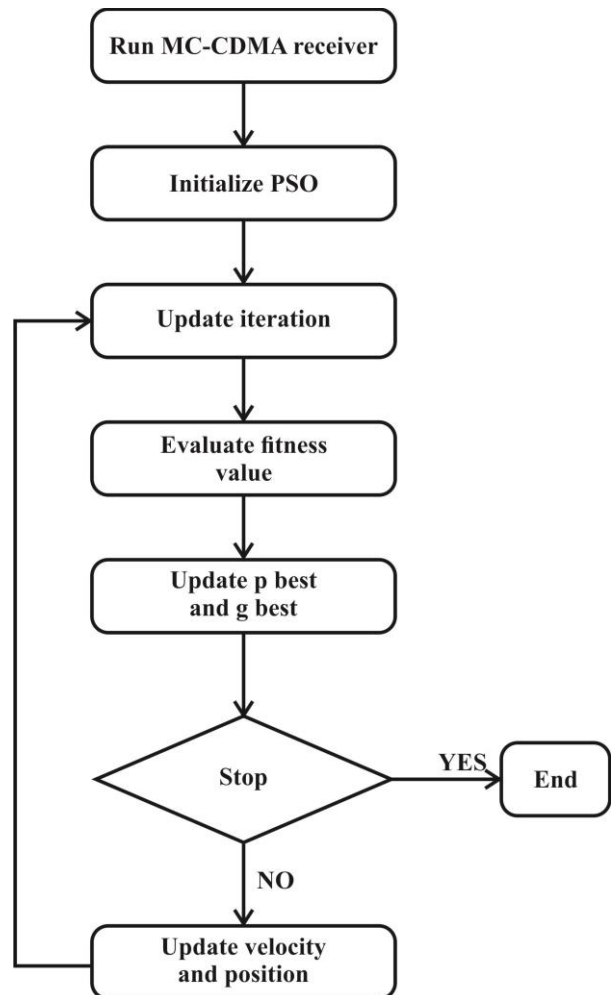 Run MC-CDMA receiver
Initialize PSO
Update iteration
Evaluate fitness
value
Update p best
and g best
Stop
YES
End
NO
Update velocity
and position